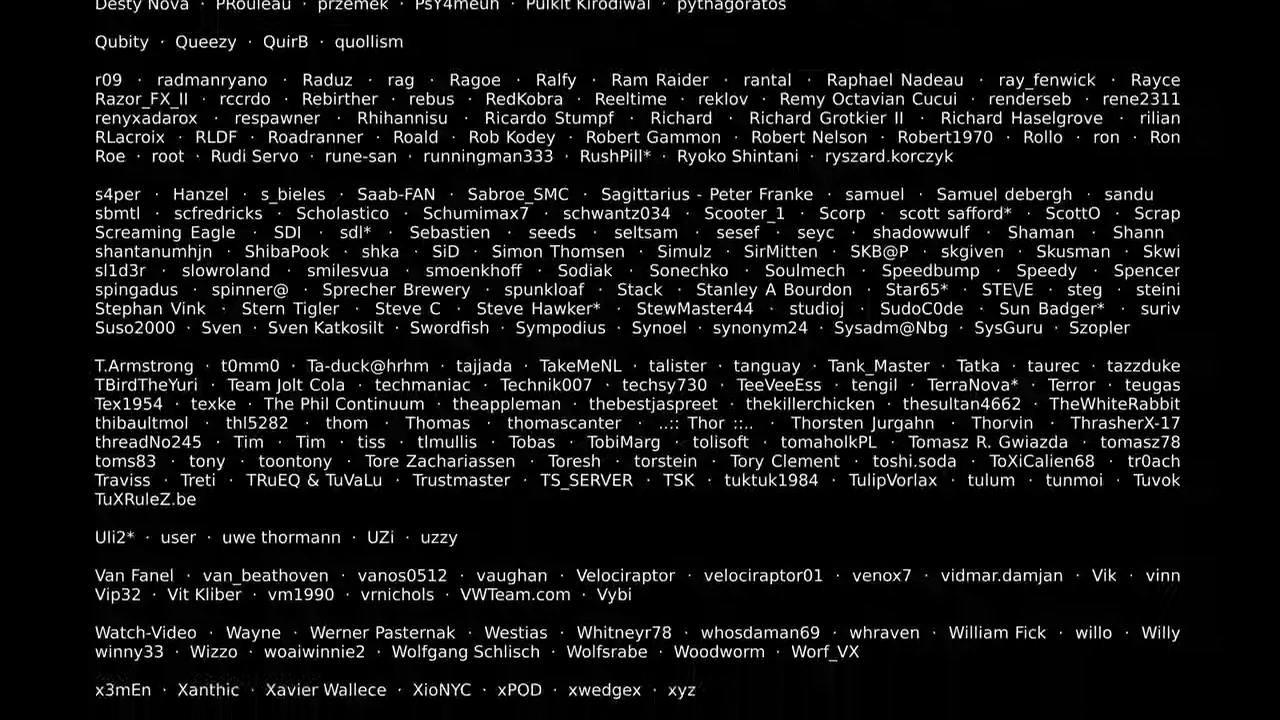 Desty Nova · PRouleau · przemek · PsY4meuh · Pulkit Kirodiwal · pythagoratos
Qubity · Queezy · QuirB · quollism
r09 · radmanryano · Raduz · rag · Ragoe · Ralfy · Ram Raider · rantal · Raphael Nadeau · ray_fenwick · Rayce
Razor_FX_II · rccrdo · Rebirther · rebus · RedKobra · Reeltime · reklov · Remy Octavian Cucui · renderseb · rene2311
renyxadarox · respawner · Rhihannisu · Ricardo Stumpf · Richard · Richard Grotkier II · Richard Haselgrove · rilian
RLacroix · RLDF · Roadranner · Roald · Rob Kodey · Robert Gammon · Robert Nelson · Robert1970 · Rollo · ron · Ron
Roe · root · Rudi Servo · rune-san · runningman333 · RushPill* · Ryoko Shintani · ryszard.korczyk
s4per · Hanzel · s_bieles · Saab-FAN · Sabroe_SMC · Sagittarius - Peter Franke · samuel · Samuel debergh · sandu
sbmtl · scfredricks · Scholastico · Schumimax7 · schwantz034 · Scooter_1 · Scorp · scott safford* · ScottO · Scrap
Screaming Eagle · SDI · sdl* · Sebastien · seeds · seltsam · sesef · seyc · shadowwulf · Shaman · Shann
shantanumhjn · ShibaPook · shka · SiD · Simon Thomsen · Simulz · SirMitten · SKB@P · skgiven · Skusman · Skwi
sl1d3r · slowroland · smilesvua · smoenkhoff · Sodiak · Sonechko · Soulmech · Speedbump · Speedy · Spencer
spingadus · spinner@ · Sprecher Brewery · spunkloaf · Stack · Stanley A Bourdon · Star65* · STE\/E · steg · steini
Stephan Vink · Stern Tigler · Steve C · Steve Hawker* · StewMaster44 · studioj · SudoC0de · Sun Badger* · suriv
Suso2000 · Sven · Sven Katkosilt · Swordfish · Sympodius · Synoel · synonym24 · Sysadm@Nbg · SysGuru · Szopler
T.Armstrong · t0mm0 · Ta-duck@hrhm · tajjada · TakeMeNL · talister · tanguay · Tank_Master · Tatka · taurec · tazzduke
TBirdTheYuri · Team Jolt Cola · techmaniac · Technik007 · techsy730 · TeeVeeEss · tengil · TerraNova* · Terror · teugas
Tex1954 · texke · The Phil Continuum · theappleman · thebestjaspreet · thekillerchicken · thesultan4662 · TheWhiteRabbit
thibaultmol · thl5282 · thom · Thomas · thomascanter · ..:: Thor ::.. · Thorsten Jurgahn · Thorvin · ThrasherX-17
threadNo245 · Tim · Tim · tiss · tlmullis · Tobas · TobiMarg · tolisoft · tomaholkPL · Tomasz R. Gwiazda · tomasz78
toms83 · tony · toontony · Tore Zachariassen · Toresh · torstein · Tory Clement · toshi.soda · ToXiCalien68 · tr0ach
Traviss · Treti · TRuEQ & TuVaLu · Trustmaster · TS_SERVER · TSK · tuktuk1984 · TulipVorlax · tulum · tunmoi · Tuvok
TuXRuleZ.be
Uli2* · user · uwe thormann · UZi · uzzy
Van Fanel · van_beathoven · vanos0512 · vaughan · Velociraptor · velociraptor01 · venox7 · vidmar.damjan · Vik · vinn
Vip32 · Vit Kliber · vm1990 · vrnichols · VWTeam.com · Vybi
Watch-Video · Wayne · Werner Pasternak · Westias · Whitneyr78 · whosdaman69 · whraven · William Fick · willo · Willy
winny33 · Wizzo · woaiwinnie2 · Wolfgang Schlisch · Wolfsrabe · Woodworm · Worf_VX
x3mEn · Xanthic · Xavier Wallece · XioNYC · xPOD · xwedgex · xyz